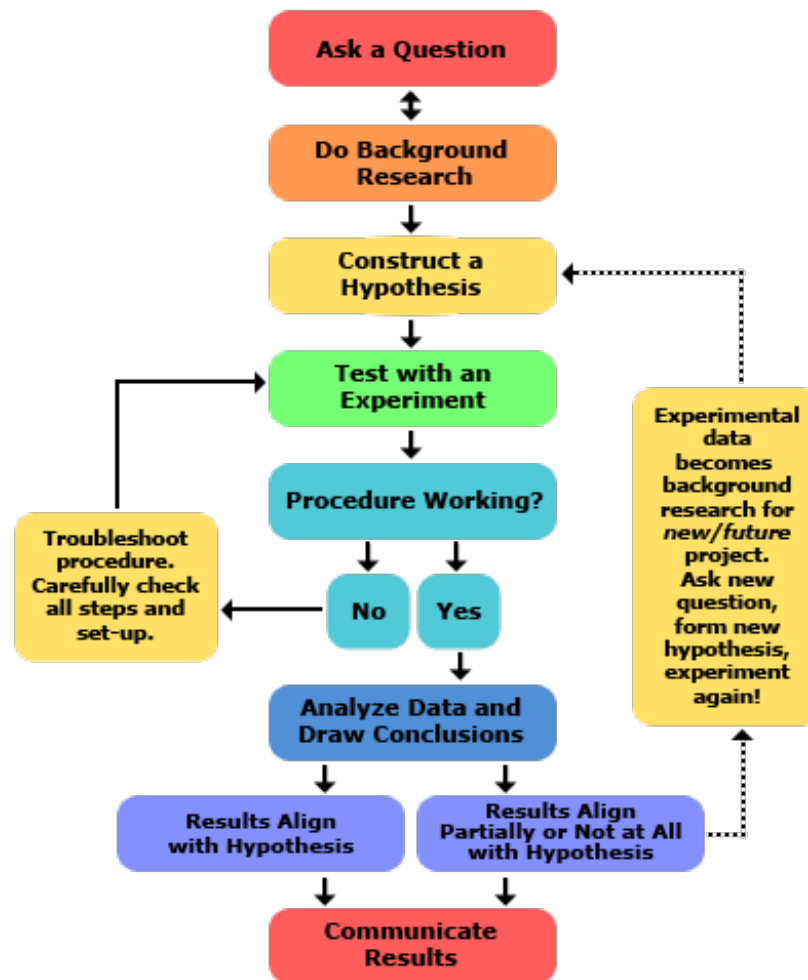 Ask a Question
Do Background
Research
Construct a
Hypothesis
Test with an
Experiment
Procedure Working?
No
Yes
Troubleshoot
procedure.
Carefully check
all steps and
set-up.
Experimental
data
becomes
background
research for
new/future
project.
Ask new
question,
form new
hypothesis,
experiment
again!
Analyze Data and
Draw Conclusions
Results Align
with Hypothesis
Results Align
Partially or Not at All
with Hypothesis
Communicate
Results